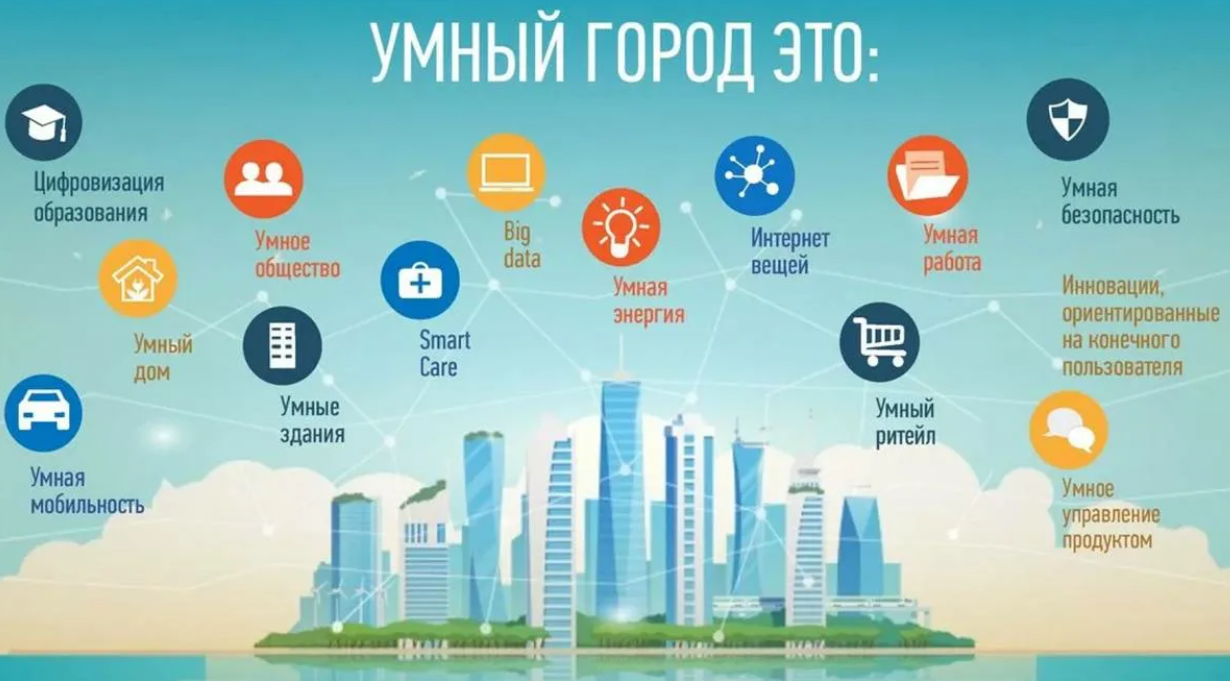 УМНЫЙ ГОРОД ЭТО:
Цифровизация
образования
Умное
общество
Big
data
Умная
энергия
Интернет
вещей
Умная
работа
Умная
безопасность
Умный
дом
Умные
здания
Smart
Care
Умный
ритейл
Инновации,
ориентированные
на конечного
пользователя
Умная
мобильность
Умное
управление
продуктом